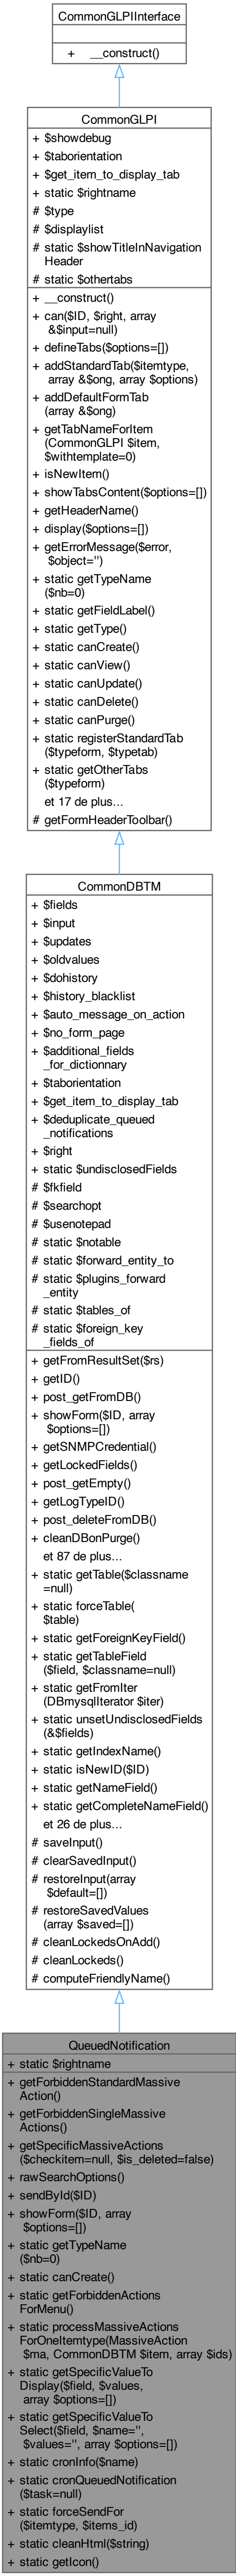 CommonGLPIInterface
+ __construct()
CommonGLPI
+ $showdebug
+ $taborientation
+ $get_item_to_display_tab
+ static $rightname
# $type
# $displaylist
# static $showTitleInNavigation
Header
# static $othertabs
+ __construct()
+ can($ID, $right, array
&$input=null)
+ defineTabs($options=[])
+ addStandardTab($itemtype,
array &$ong, array $options)
+ addDefaultFormTab
(array &$ong)
+ getTabNameForItem
(CommonGLPI $item,
$withtemplate=0)
+ isNewItem()
+ showTabsContent($options=[])
+ getHeaderName()
+ display($options=[])
+ getErrorMessage($error,
$object='')
+ static getTypeName
($nb=0)
+ static getFieldLabel()
+ static getType()
+ static canCreate()
+ static canView()
+ static canUpdate()
+ static canDelete()
+ static canPurge()
+ static registerStandardTab
($typeform, $typetab)
+ static getOtherTabs
($typeform)
et 17 de plus...
# getFormHeaderToolbar()
CommonDBTM
+ $fields
+ $input
+ $updates
+ $oldvalues
+ $dohistory
+ $history_blacklist
+ $auto_message_on_action
+ $no_form_page
+ $additional_fields
_for_dictionnary
+ $taborientation
+ $get_item_to_display_tab
+ $deduplicate_queued
_notifications
+ $right
+ static $undisclosedFields
# $fkfield
# $searchopt
# $usenotepad
# static $notable
# static $forward_entity_to
# static $plugins_forward
_entity
# static $tables_of
# static $foreign_key
_fields_of
+ getFromResultSet($rs)
+ getID()
+ post_getFromDB()
+ showForm($ID, array
$options=[])
+ getSNMPCredential()
+ getLockedFields()
+ post_getEmpty()
+ getLogTypeID()
+ post_deleteFromDB()
+ cleanDBonPurge()
et 87 de plus...
+ static getTable($classname
=null)
+ static forceTable(
$table)
+ static getForeignKeyField()
+ static getTableField
($field, $classname=null)
+ static getFromIter
(DBmysqlIterator $iter)
+ static unsetUndisclosedFields
(&$fields)
+ static getIndexName()
+ static isNewID($ID)
+ static getNameField()
+ static getCompleteNameField()
et 26 de plus...
# saveInput()
# clearSavedInput()
# restoreInput(array
$default=[])
# restoreSavedValues
(array $saved=[])
# cleanLockedsOnAdd()
# cleanLockeds()
# computeFriendlyName()
QueuedNotification
+ static $rightname
+ getForbiddenStandardMassive
Action()
+ getForbiddenSingleMassive
Actions()
+ getSpecificMassiveActions
($checkitem=null, $is_deleted=false)
+ rawSearchOptions()
+ sendById($ID)
+ showForm($ID, array
$options=[])
+ static getTypeName
($nb=0)
+ static canCreate()
+ static getForbiddenActions
ForMenu()
+ static processMassiveActions
ForOneItemtype(MassiveAction
$ma, CommonDBTM $item, array $ids)
+ static getSpecificValueTo
Display($field, $values,
array $options=[])
+ static getSpecificValueTo
Select($field, $name='',
$values='', array $options=[])
+ static cronInfo($name)
+ static cronQueuedNotification
($task=null)
+ static forceSendFor
($itemtype, $items_id)
+ static cleanHtml($string)
+ static getIcon()